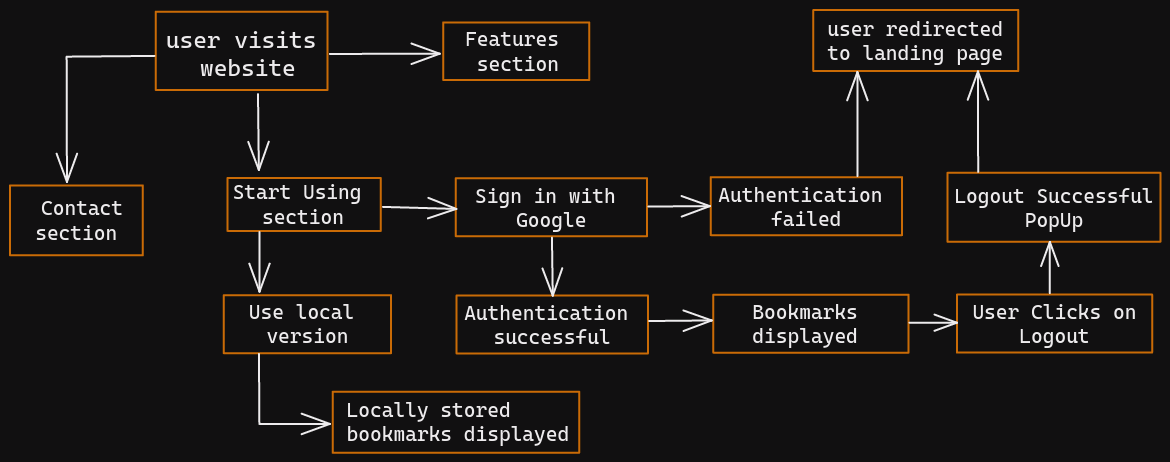 user visits
website
Features
section
user redirected
to landing page
Contact
section
Start Using
section
Sign in with
Google
Authentication
failed
Logout Successful
PopUp
Use local
version
Authentication
successful
Bookmarks
displayed
User Clicks on
Logout
Locally stored
bookmarks displayed